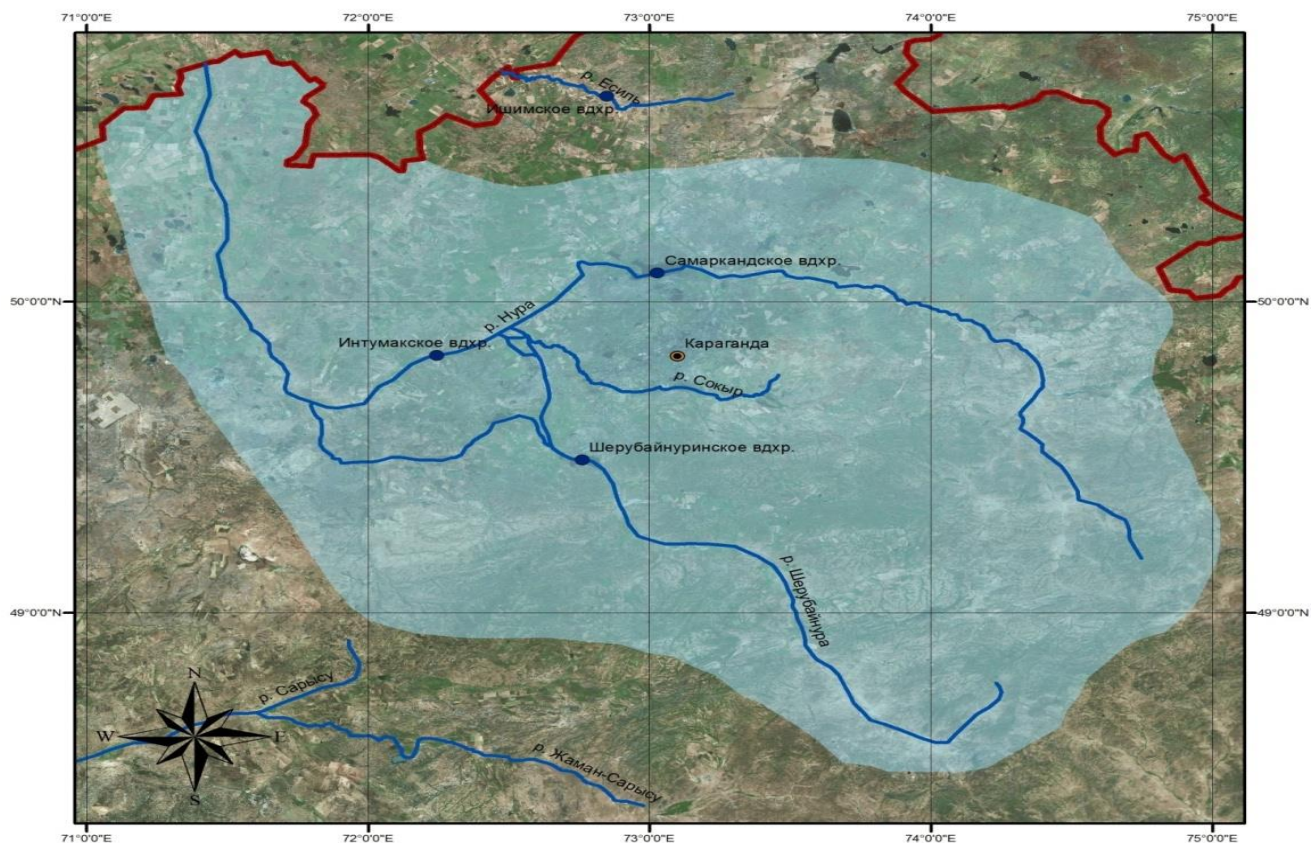 71°0'0"E
72°0'0"E
73°0'0"E
74°0'0"E
75°0'0"E
р. Есиль
Ишимское вдхр.
Самаркандское вдхр.
50°0'0"N
50°0'0"N
р. Нура
Интумакское вдхр.
Караганда
р. Сокыр
Шерубайнуринское вдхр.
р. Шерубайнура
49°0'0"N
49°0'0"N
N
р. Сарысу
W
E
р. Жаман-Сарысу
S
71°0'0"E
72°0'0"E
73°0'0"E
74°0'0"E
75°0'0"E